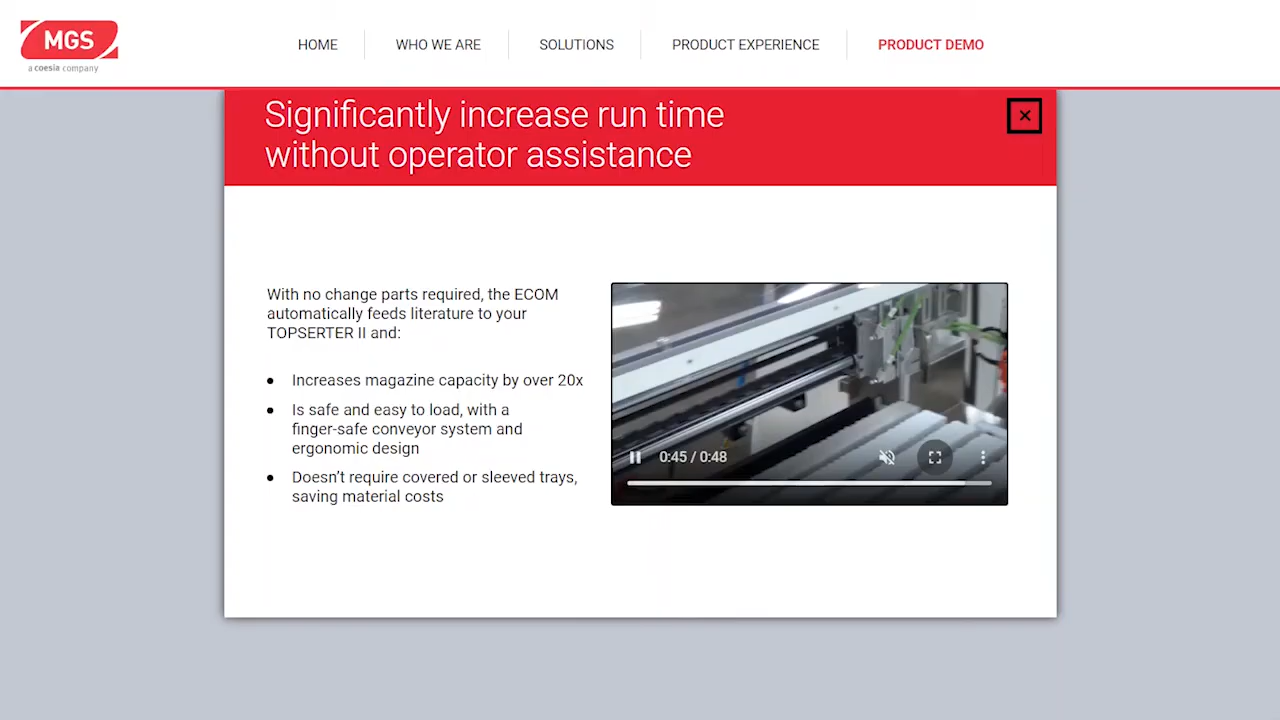 MGS
a coesia company
HOME
WHO WE ARE
SOLUTIONS
PRODUCT EXPERIENCE
PRODUCT DEMO
Significantly increase run time
without operator assistance
With no change parts required, the ECOM
automatically feeds literature to your
TOPSERTER II and:
Increases magazine capacity by over 20x
Is safe and easy to load, with a
finger-safe conveyor system and
ergonomic design
Doesn’t require covered or sleeved trays,
saving material costs
0:45 / 0:48